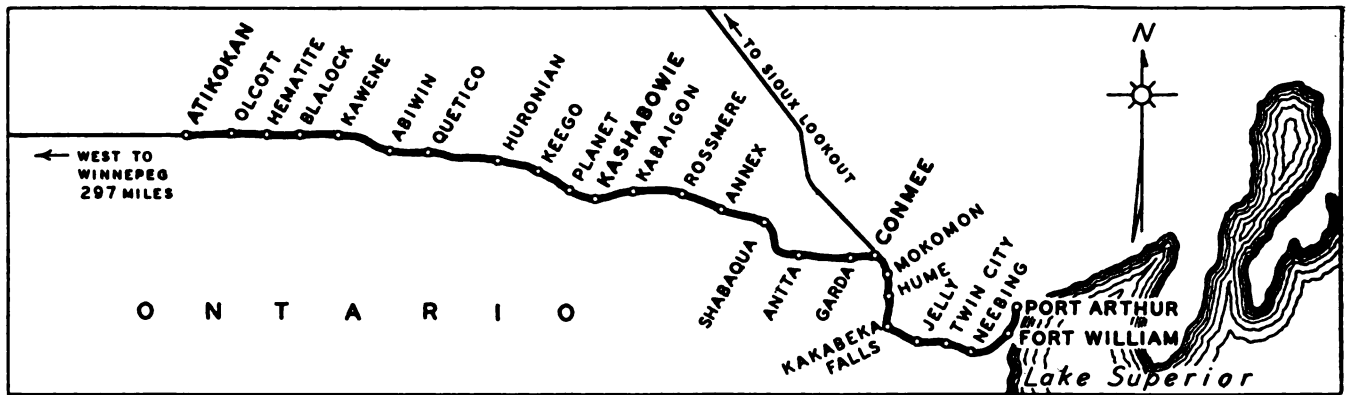 N
TO SIOUX LOOKOUT
ATIKOKAN
OLCOTT
HEMATITE
BLALOCK
KAWENE
ABIWIN
QUETICO
HURONIAN
KEEGO
PLANET
KASHABOWIE
KABAIGON
ROSSMERE
ANNEX
WEST TO
WINNEPEG
297 MILES
SHABAQUA
ANTTA
GARDA
CONMEE
MOKOMON
HUME
KAKABEKA
FALLS
JELLY
TWIN CITY
NEEBING
PORT ARTHUR
FORT WILLIAM
ONTARIO
Lake Superior